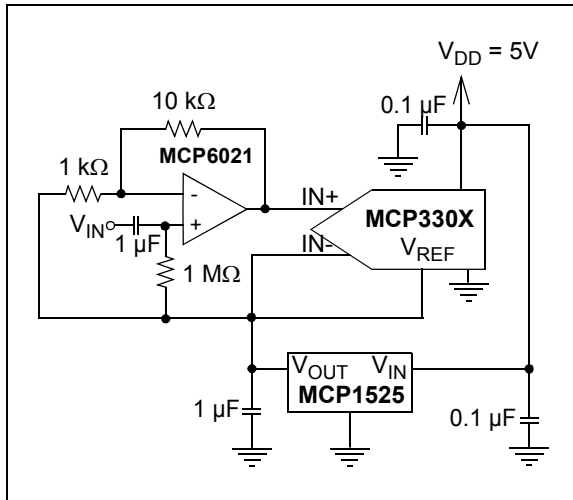 V_DD = 5V
0.1 µF
10 kΩ
MCP6021
1 kΩ
-
+
V_IN
1 µF
1 MΩ
IN+
IN-
MCP330X
V_REF
V_OUT
V_IN
MCP1525
1 µF
0.1 µF